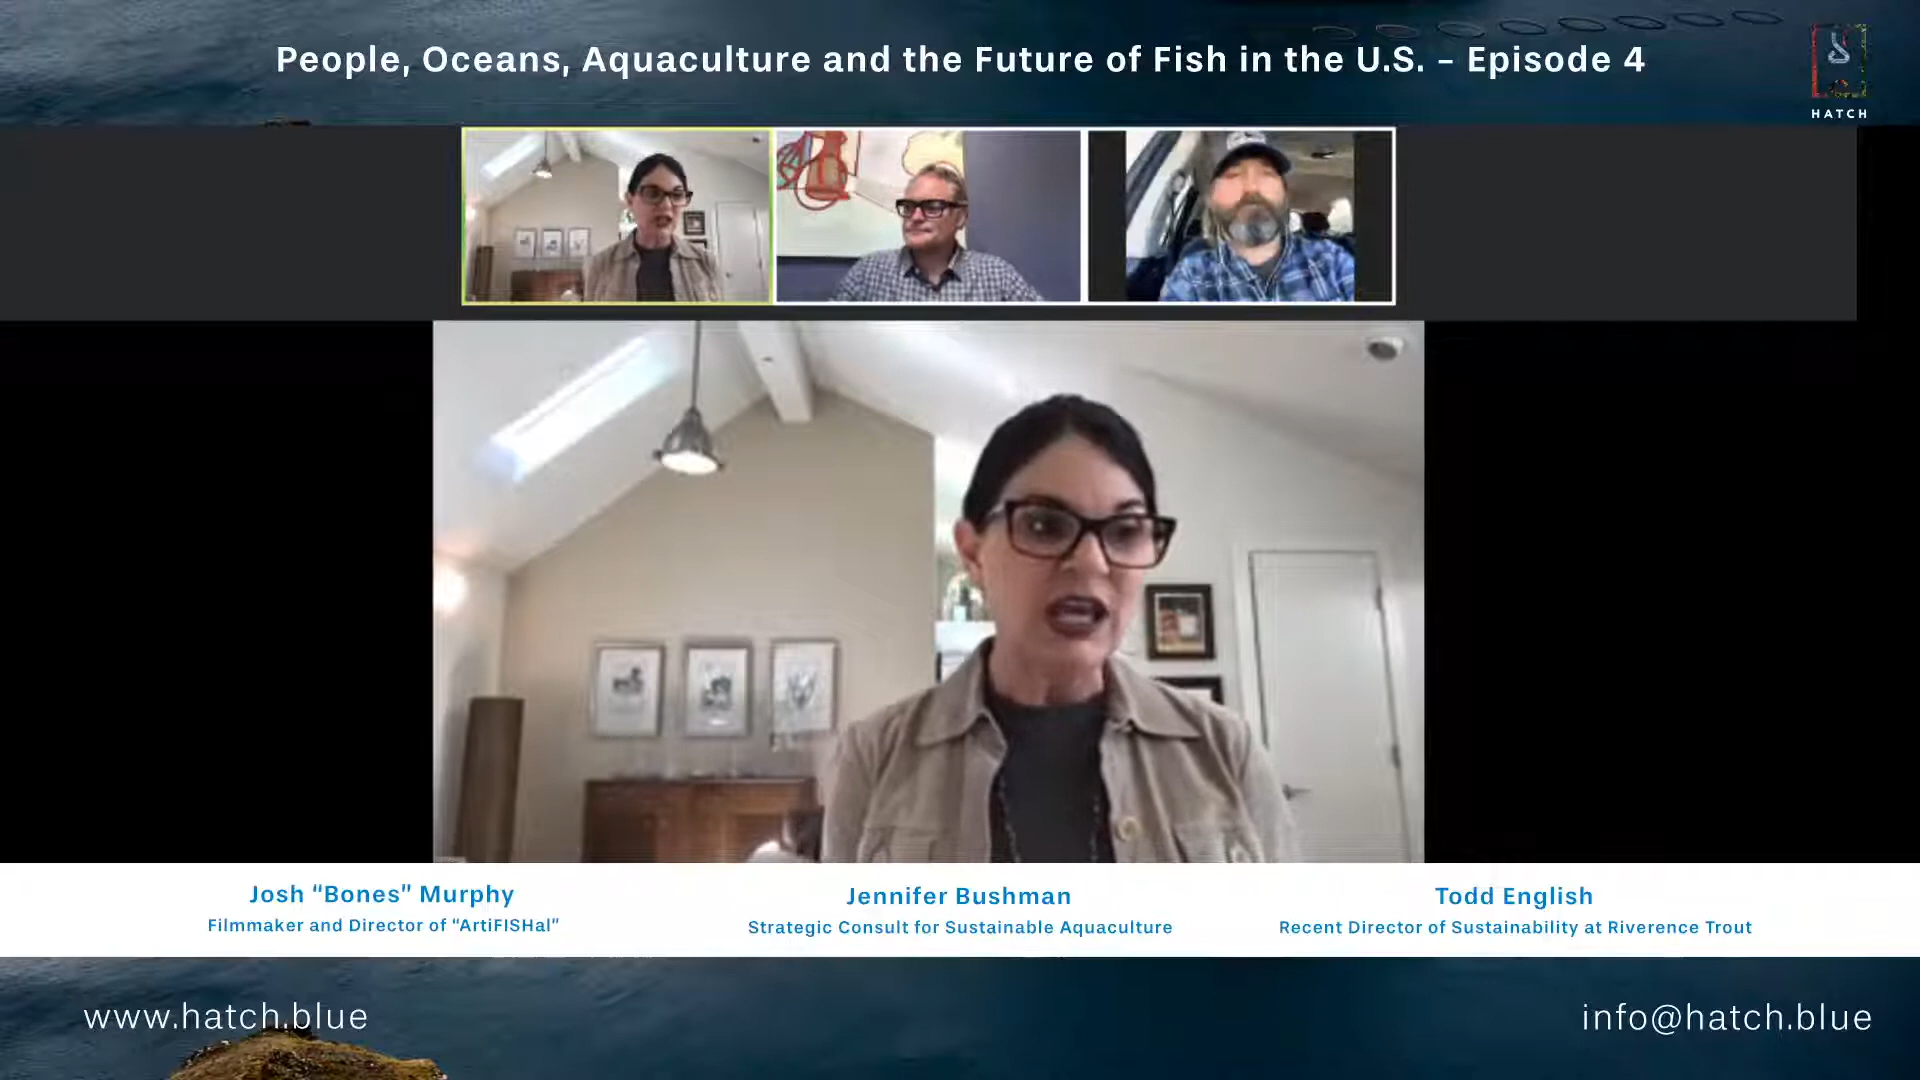 People, Oceans, Aquaculture and the Future of Fish in the U.S. – Episode 4
HATCH
Josh “Bones” Murphy
Filmmaker and Director of “ArtiFISHal”
Jennifer Bushman
Strategic Consult for Sustainable Aquaculture
Todd English
Recent Director of Sustainability at Riverence Trout
www.hatch.blue
info@hatch.blue